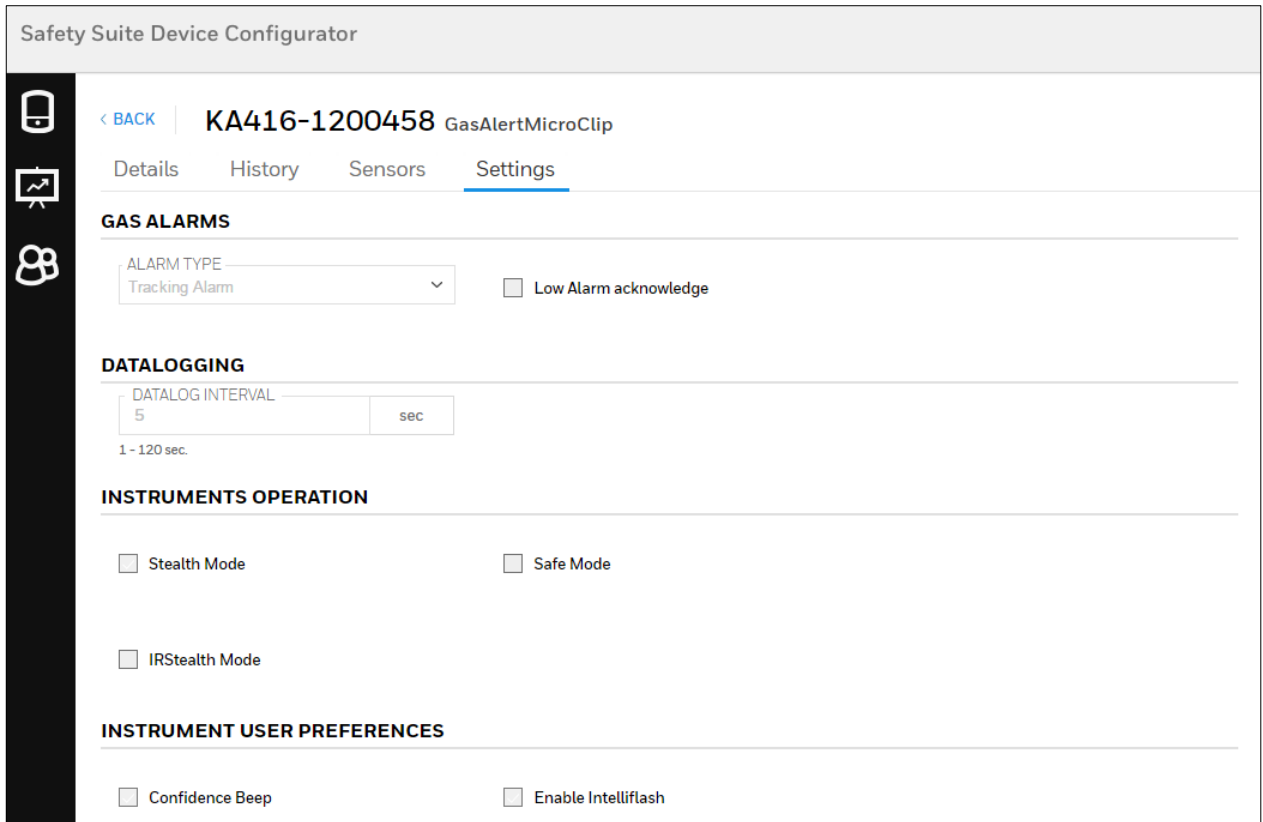 Safety Suite Device Configurator
< BACK KA416-1200458 GasAlertMicroClip
Details History Sensors Settings
GAS ALARMS
ALARM TYPE
Tracking Alarm
Low Alarm acknowledge
DATALOGGING
DATALOG INTERVAL
5 sec
1 - 120 sec.
INSTRUMENTS OPERATION
Stealth Mode Safe Mode
IRStealth Mode
INSTRUMENT USER PREFERENCES
Confidence Beep Enable Intelliflash